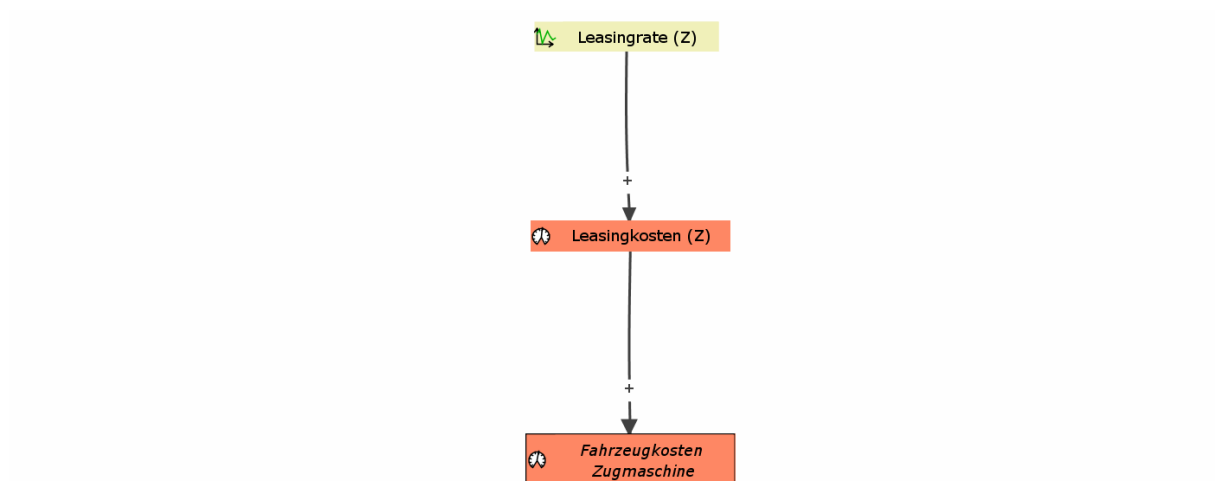 Leasingrate (Z)
+
Leasingkosten (Z)
+
Fahrzeugkosten
Zugmaschine